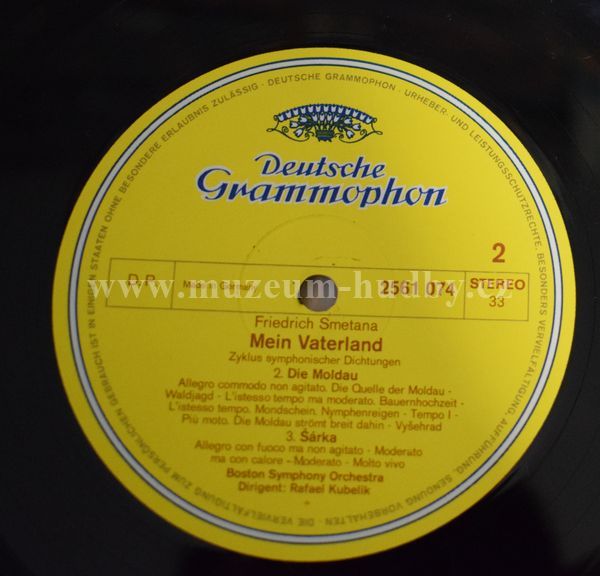 DEUTSCHE GRAMMOPHON · URHEBER- UND LEISTUNGSSCHUTZRECHTE, BESONDERS VERVIELFÄLTIGUNG, AUFFÜHRUNG, SENDUNG VORBEHALTEN · DIE VERVIELFÄLTIGUNG ZUM PERSÖNLICHEN GEBRAUCH IST IN EINIGEN STAATEN OHNE BESONDERE ERLAUBNIS ZULÄSSIG ·
Deutsche
Grammophon
2
Made in Germany
2561 074
STEREO
33
www.muzeum-hudby.cz
Friedrich Smetana
Mein Vaterland
Zyklus symphonischer Dichtungen
2. Die Moldau
Allegro commodo non agitato. Die Quelle der Moldau -
Waldjagd - L'istesso tempo ma moderato. Bauernhochzeit -
L'istesso tempo. Mondschein. Nymphenreigen - Tempo I -
Più moto. Die Moldau strömt breit dahin - Vyšehrad
3. Šárka
Allegro con fuoco ma non agitato - Moderato
ma con calore - Moderato - Molto vivo
Boston Symphony Orchestra
Dirigent: Rafael Kubelik